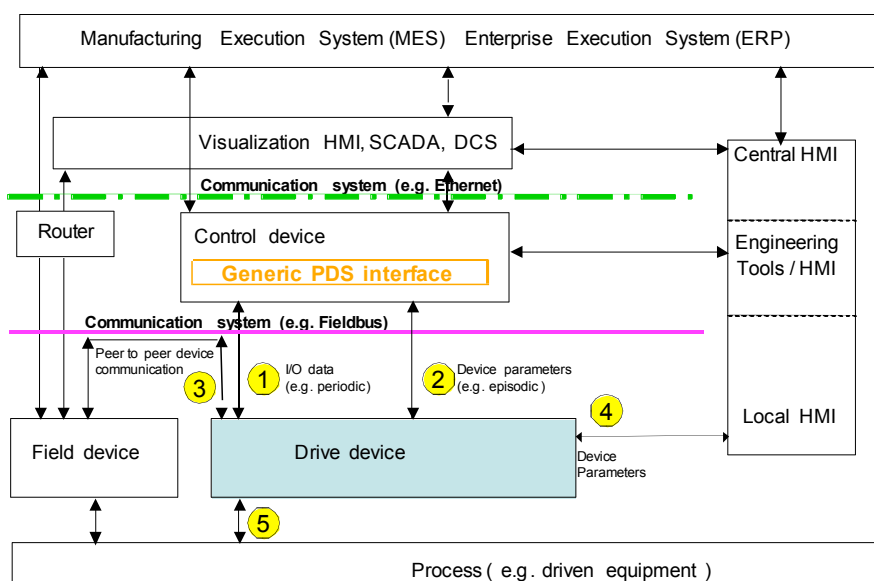 Manufacturing Execution System (MES) Enterprise Execution System (ERP)
Visualization HMI, SCADA, DCS
Central HMI
Communication system (e.g. Ethernet)
Router
Control device
Generic PDS interface
Engineering
Tools / HMI
Communication system (e.g. Fieldbus)
Peer to peer device
communication
3
1
I/O data
(e.g. periodic)
2
Device parameters
(e.g. episodic)
4
Local HMI
Field device
Drive device
Device
Parameters
5
Process ( e.g. driven equipment )